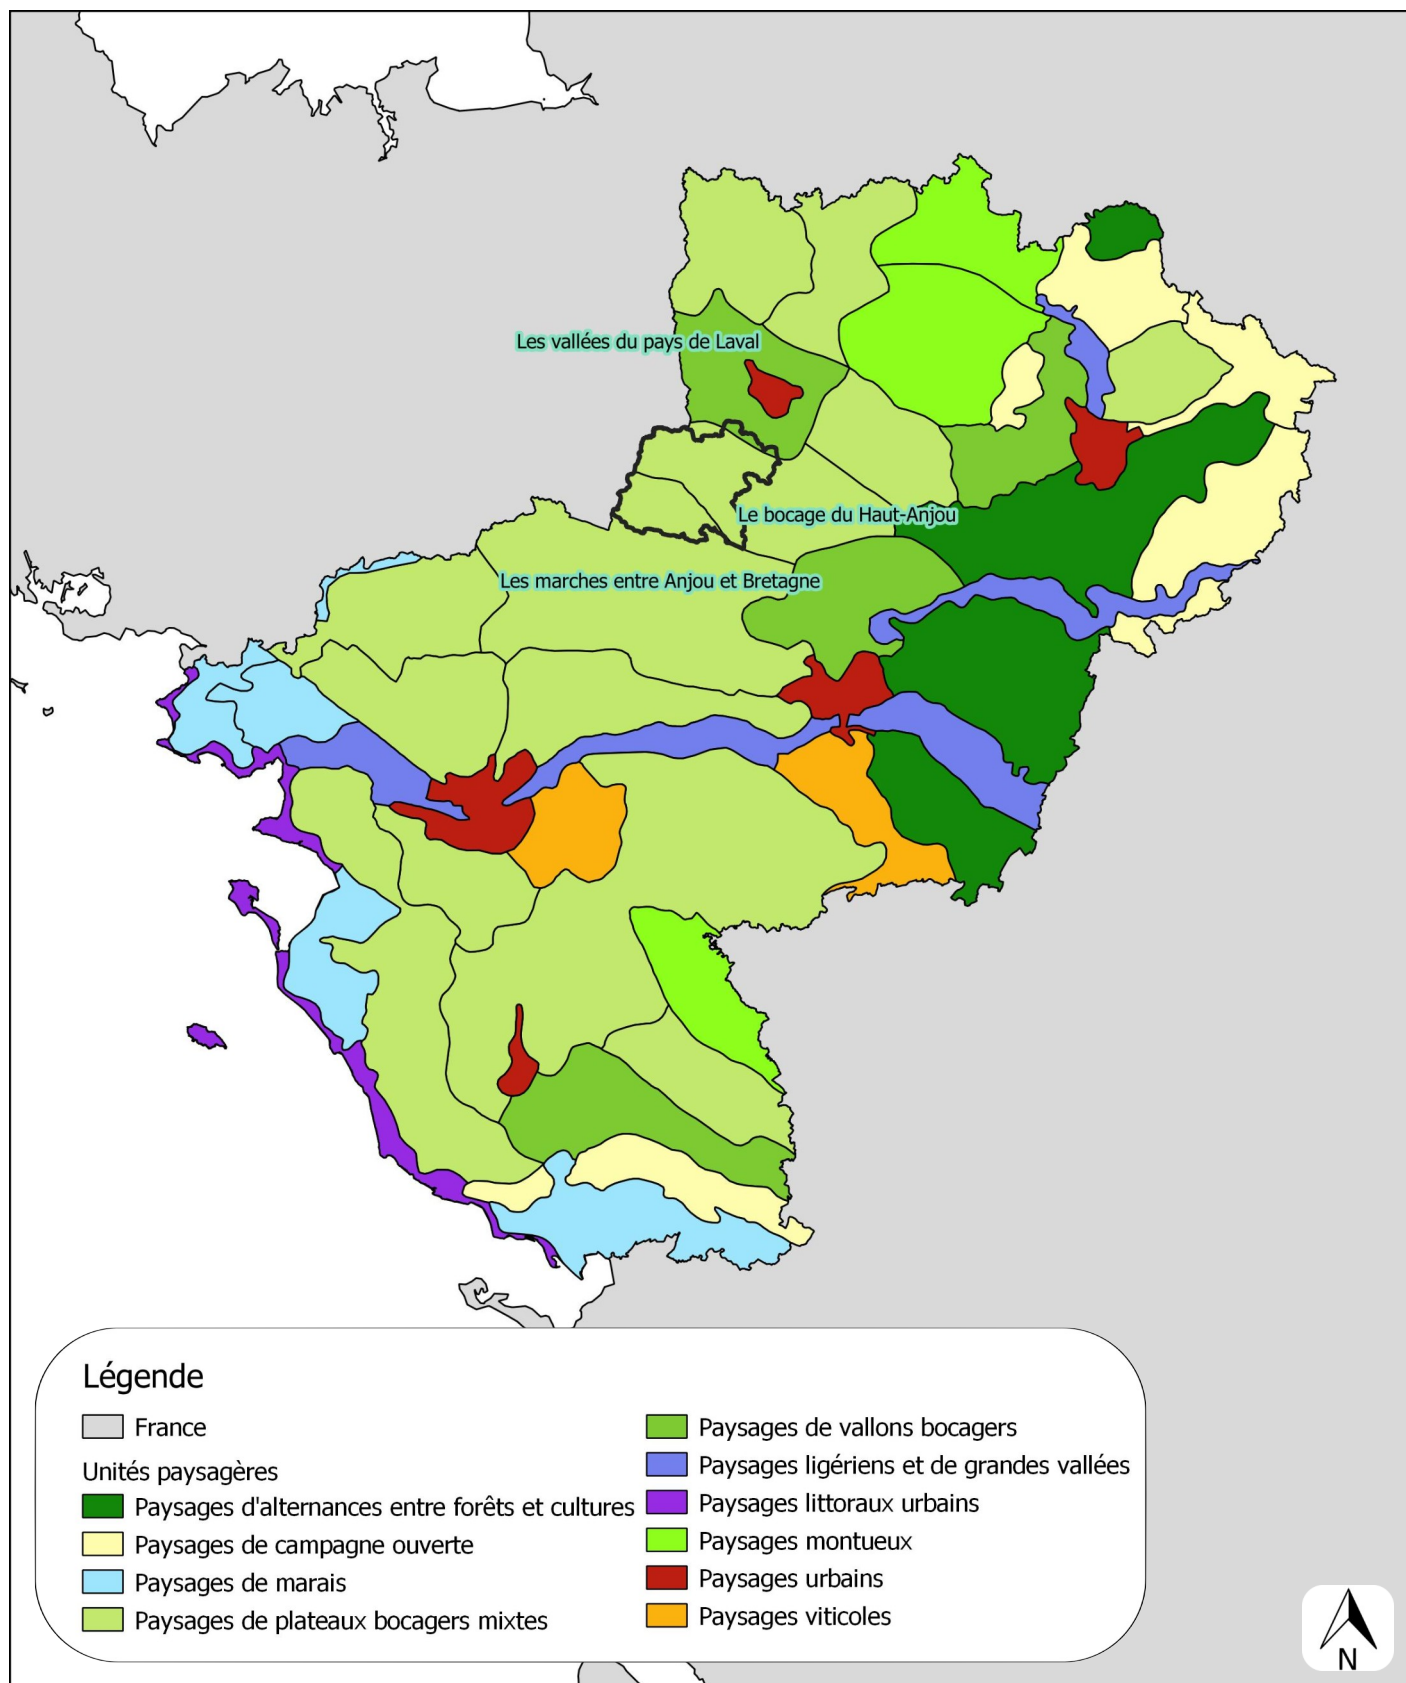 Les vallées du pays de Laval
Le bocage du Haut-Anjou
Les marches entre Anjou et Bretagne
Légende
France
Unités paysagères
Paysages d'alternances entre forêts et cultures
Paysages de campagne ouverte
Paysages de marais
Paysages de plateaux bocagers mixtes
Paysages de vallons bocagers
Paysages ligériens et de grandes vallées
Paysages littoraux urbains
Paysages montueux
Paysages urbains
Paysages viticoles
N